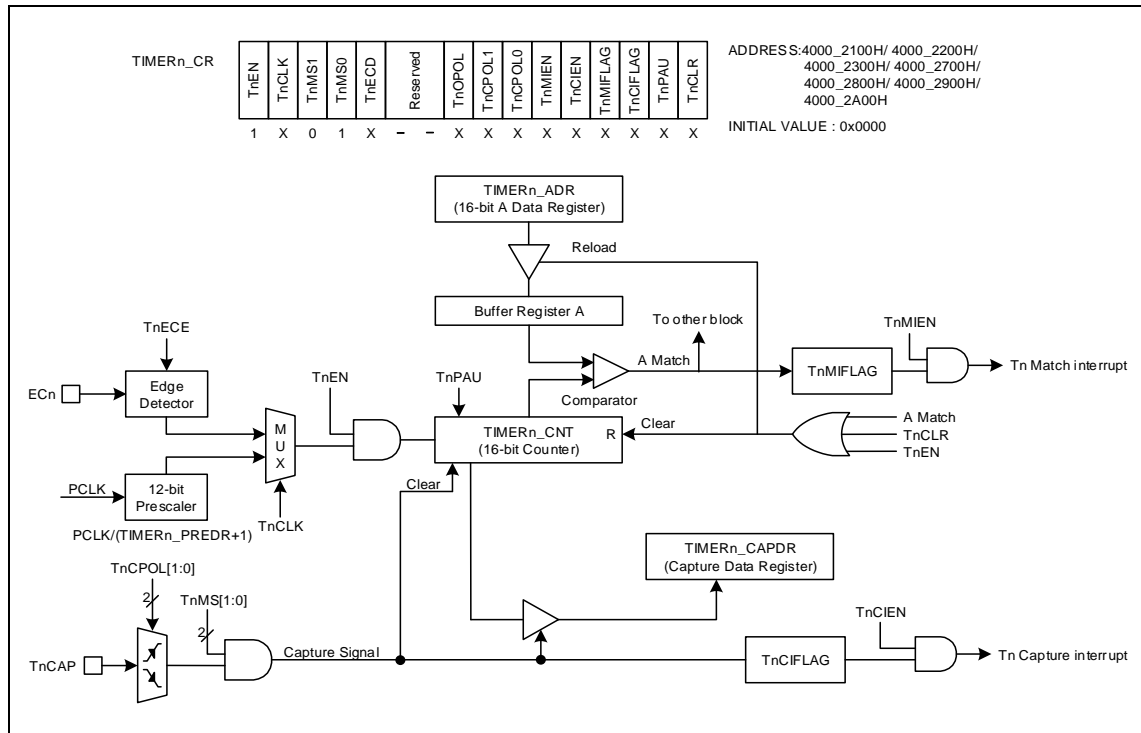 TIMERn_CR
TnEN TnCLK TnMS1 TnMS0 TnECD Reserved TnOPOL TnCPOL1 TnCPOL0 TnMIEN TnCIEN TnMIFLAG TnCIFLAG TnPAU TnCLR
1 X 0 1 X – – X X X X X X X X X
ADDRESS:4000_2100H/ 4000_2200H/
4000_2300H/ 4000_2700H/
4000_2800H/ 4000_2900H/
4000_2A00H
INITIAL VALUE : 0x0000
TIMERn_ADR
(16-bit A Data Register)
Reload
Buffer Register A
To other block
TnECE
TnMIEN
A Match
TnMIFLAG
Tn Match interrupt
ECn
Edge
Detector
TnEN
TnPAU
Comparator
MUX
TIMERn_CNT
(16-bit Counter)
R
Clear
A Match
TnCLR
TnEN
PCLK
12-bit
Prescaler
Clear
TnCLK
PCLK/(TIMERn_PREDR+1)
TIMERn_CAPDR
(Capture Data Register)
TnCPOL[1:0]
2
TnMS[1:0]
2
TnCIEN
TnCAP
Capture Signal
TnCIFLAG
Tn Capture interrupt